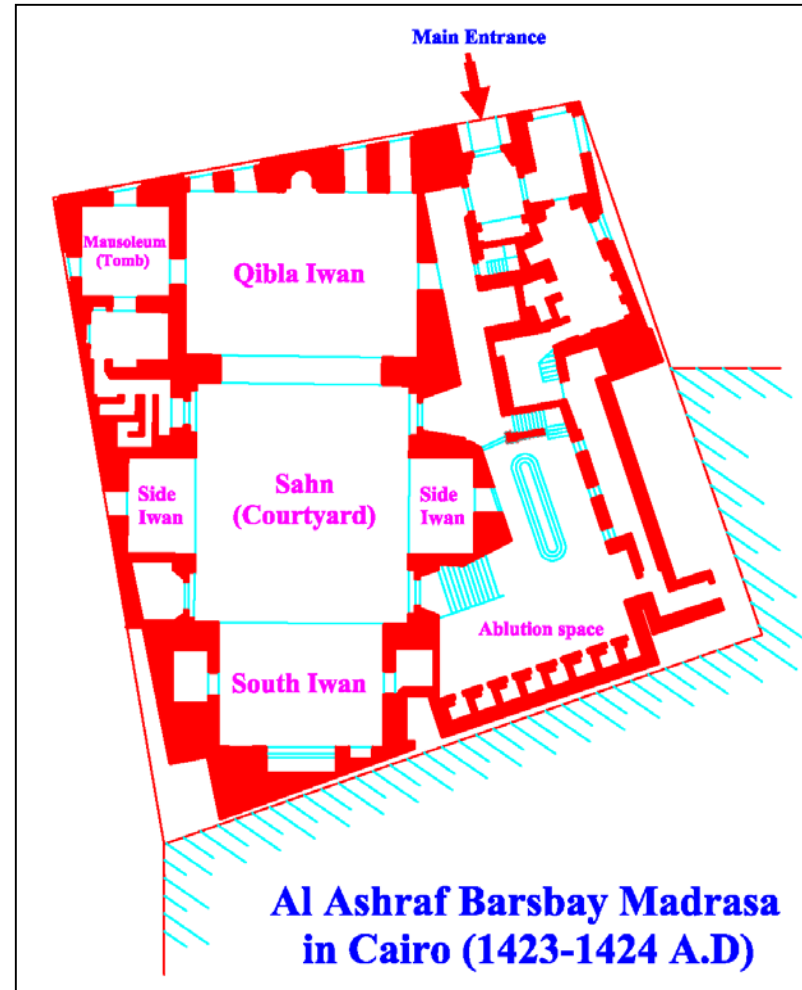 Main Entrance
Mausoleum
(Tomb)
Qibla Iwan
Side
Iwan
Sahn
(Courtyard)
Side
Iwan
Ablution space
South Iwan
Al Ashraf Barsbay Madrasa
in Cairo (1423-1424 A.D)